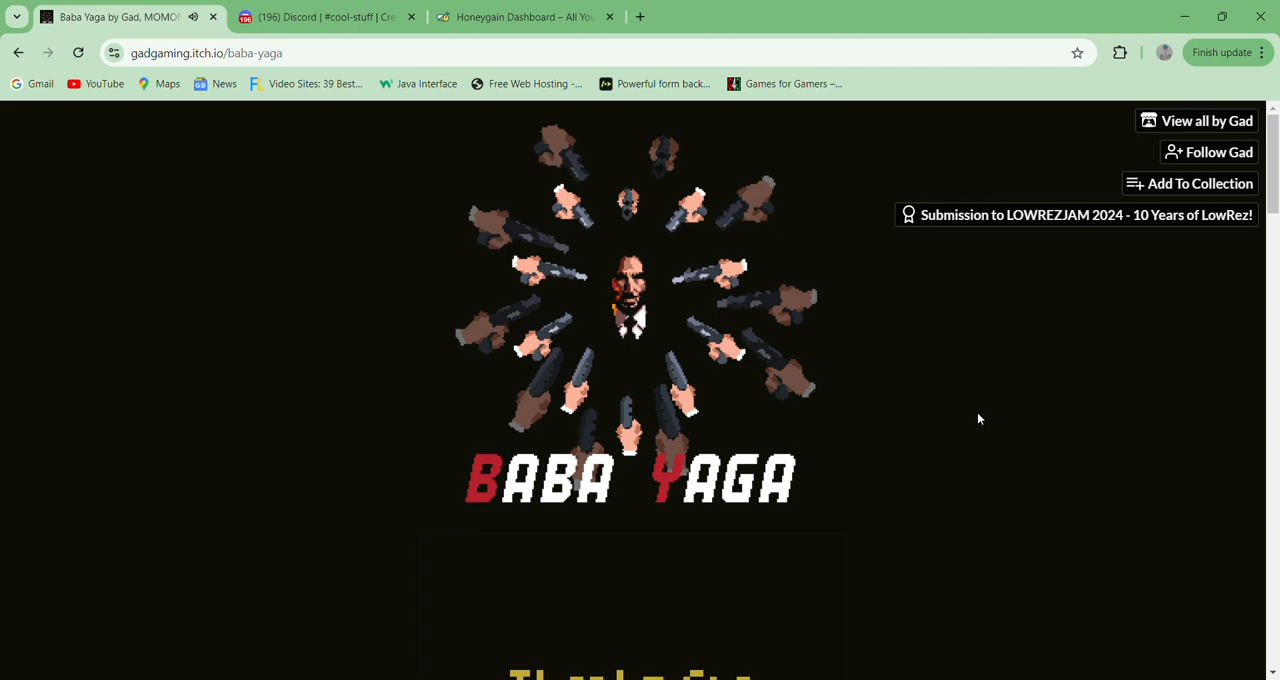 Baba Yaga by Gad, MOMO
(196) Discord | #cool-stuff | Cre
Honeygain Dashboard – All You
gadgaming.itch.io/baba-yaga
Finish update
Gmail
YouTube
Maps
News
Video Sites: 39 Best...
Java Interface
Free Web Hosting -...
Powerful form back...
Games for Gamers –...
View all by Gad
Follow Gad
Add To Collection
Submission to LOWREZJAM 2024 - 10 Years of LowRez!
BABA YAGA